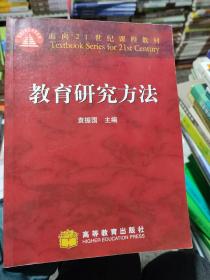 面向21世纪课程教材
Textbook Series for 21st Century
教育研究方法
袁振国 主编
高等教育出版社
HIGHER EDUCATION PRESS